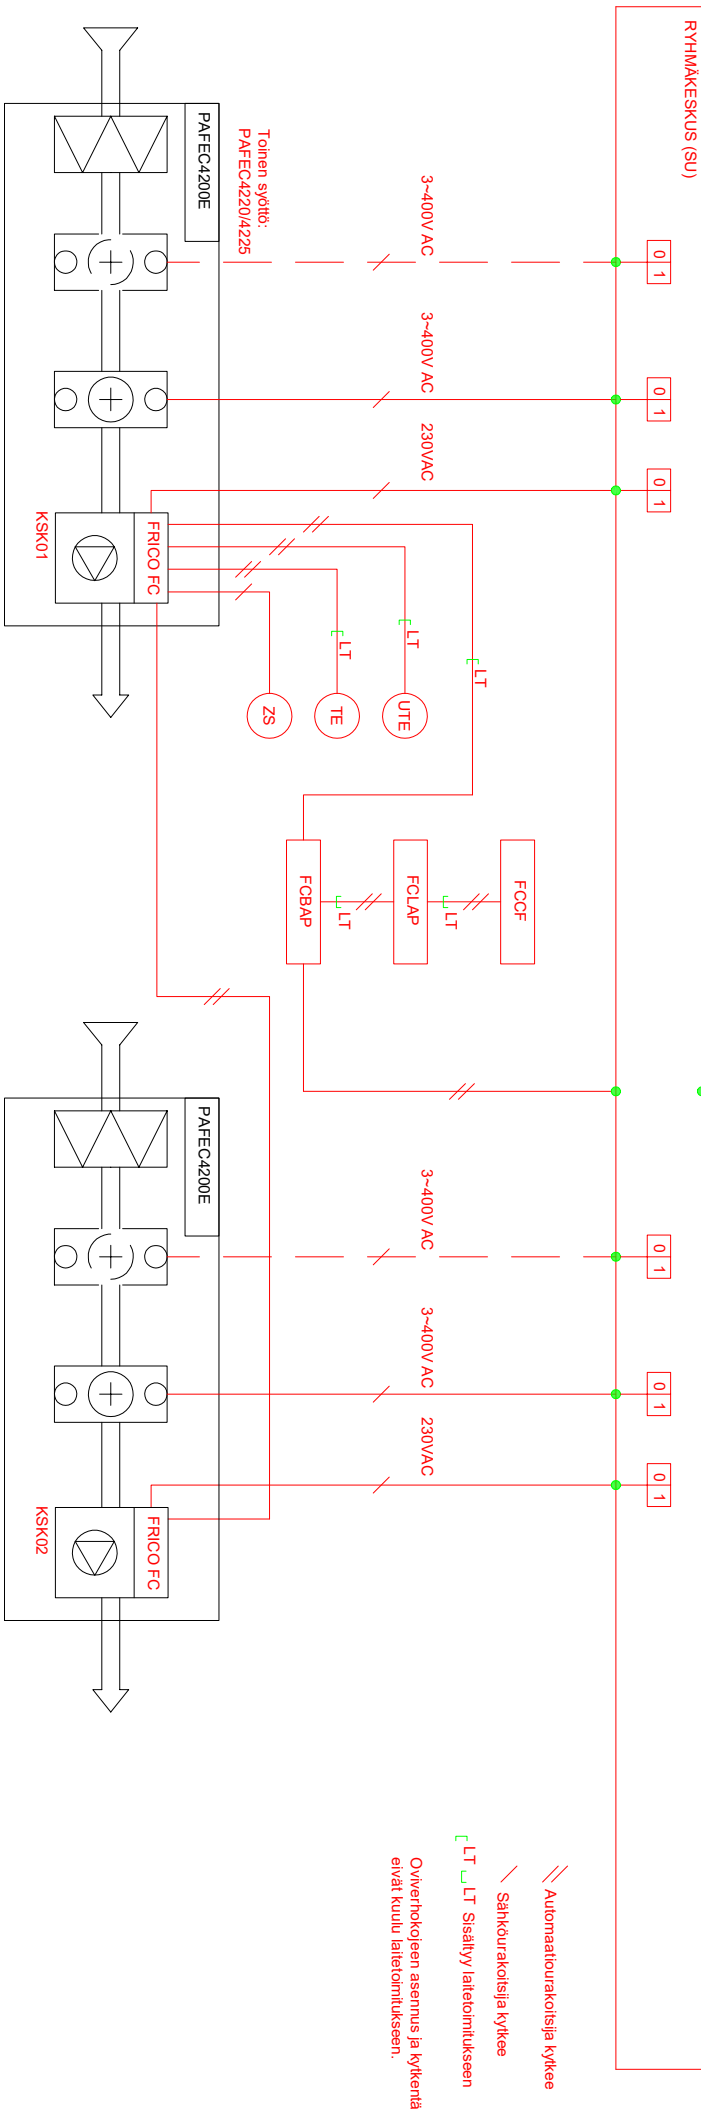 RYHMÄKESKUS (SU)
0 1
0 1
0 1
0 1
0 1
0 1
3~400V AC
3~400V AC
230VAC
3~400V AC
3~400V AC
230VAC
Toinen syöttö:
PAFEC4220/4225
PAFEC4200E
FRICO FC
KSK01
LT
LT
LT
UTE
TE
ZS
FCCF
LT
FCLAP
LT
FCBAP
PAFEC4200E
FRICO FC
KSK02
Automaatiourakoitsija kytkee
Sähköurakoitsija kytkee
LT LT Sisältyy laitetoimitukseen
Oviverhokojeen asennus ja kytkentä
eivät kuulu laitetoimitukseen.